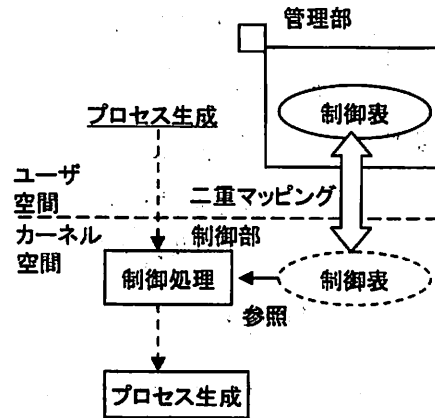 管理部
プロセス生成
制御表
ユーザ
空間
二重マッピング
カーネル
空間
制御部
制御処理
制御表
参照
プロセス生成